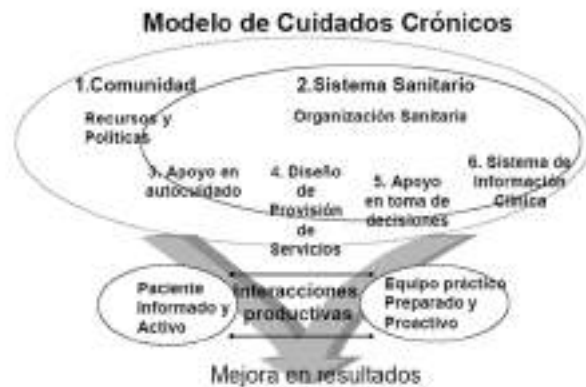 Modelo de Cuidados Crónicos
1.Comunidad
Recursos y
Políticas
2.Sistema Sanitario
Organización Sanitaria
3. Apoyo en
autocuidado
4. Diseño
de
Provisión
de
Servicios
5. Apoyo
en toma de
decisiones
6. Sistema de
Información
Clínica
Paciente
Informado y
Activo
Interacciones
productivas
Equipo práctico
Preparado y
Proactivo
Mejora en resultados